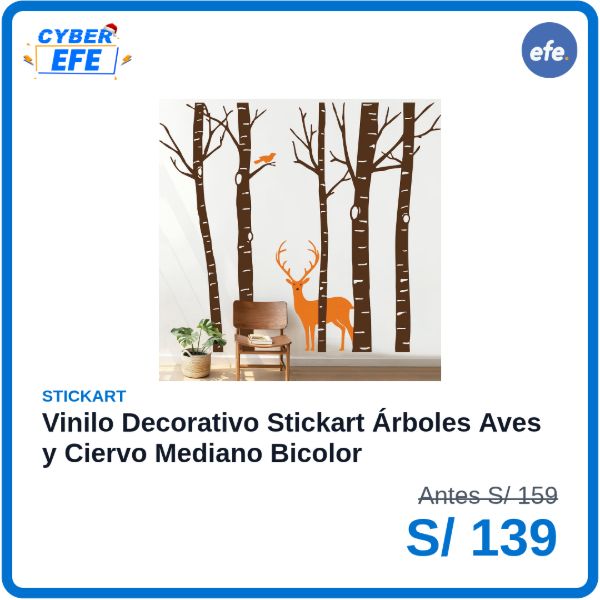 CYBER
EFE
efe.
STICKART
Vinilo Decorativo Stickart Árboles Aves
y Ciervo Mediano Bicolor
Antes S/ 159
S/ 139